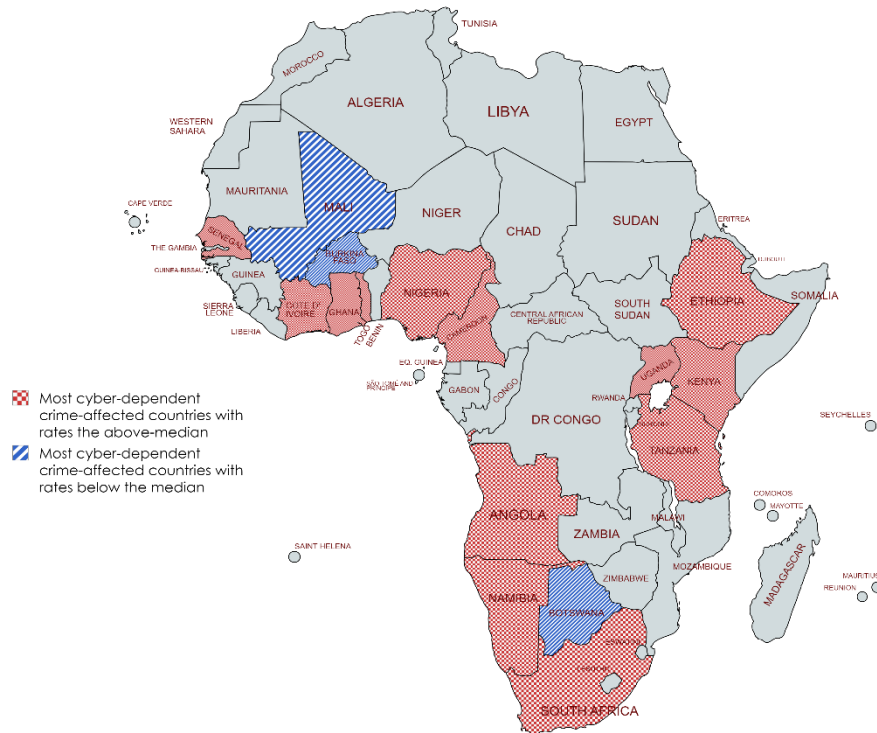 TUNISIA
MOROCCO
ALGERIA
LIBYA
EGYPT
WESTERN
SAHARA
MAURITANIA
MALI
NIGER
CHAD
SUDAN
ERITREA
CAPE VERDE
SENEGAL
THE GAMBIA
GUINEA-BISSAU
GUINEA
BURKINA
FASO
DJIBOUTI
SIERRA
LEONE
LIBERIA
COTE D'
IVOIRE
GHANA
TOGO
BENIN
NIGERIA
CAMEROON
CENTRAL AFRICAN
REPUBLIC
SOUTH
SUDAN
ETHIOPIA
SOMALIA
EQ. GUINEA
SÃO TOMÉ AND
PRINCIPE
GABON
CONGO
DR CONGO
UGANDA
KENYA
RWANDA
BURUNDI
TANZANIA
SEYCHELLES
Most cyber-dependent
crime-affected countries with
rates the above-median
Most cyber-dependent
crime-affected countries with
rates below the median
ANGOLA
ZAMBIA
MALAWI
COMOROS
MAYOTTE
SAINT HELENA
MOZAMBIQUE
ZIMBABWE
MADAGASCAR
MAURITIUS
REUNION
NAMIBIA
BOTSWANA
ESWATINI
LESOTHO
SOUTH AFRICA